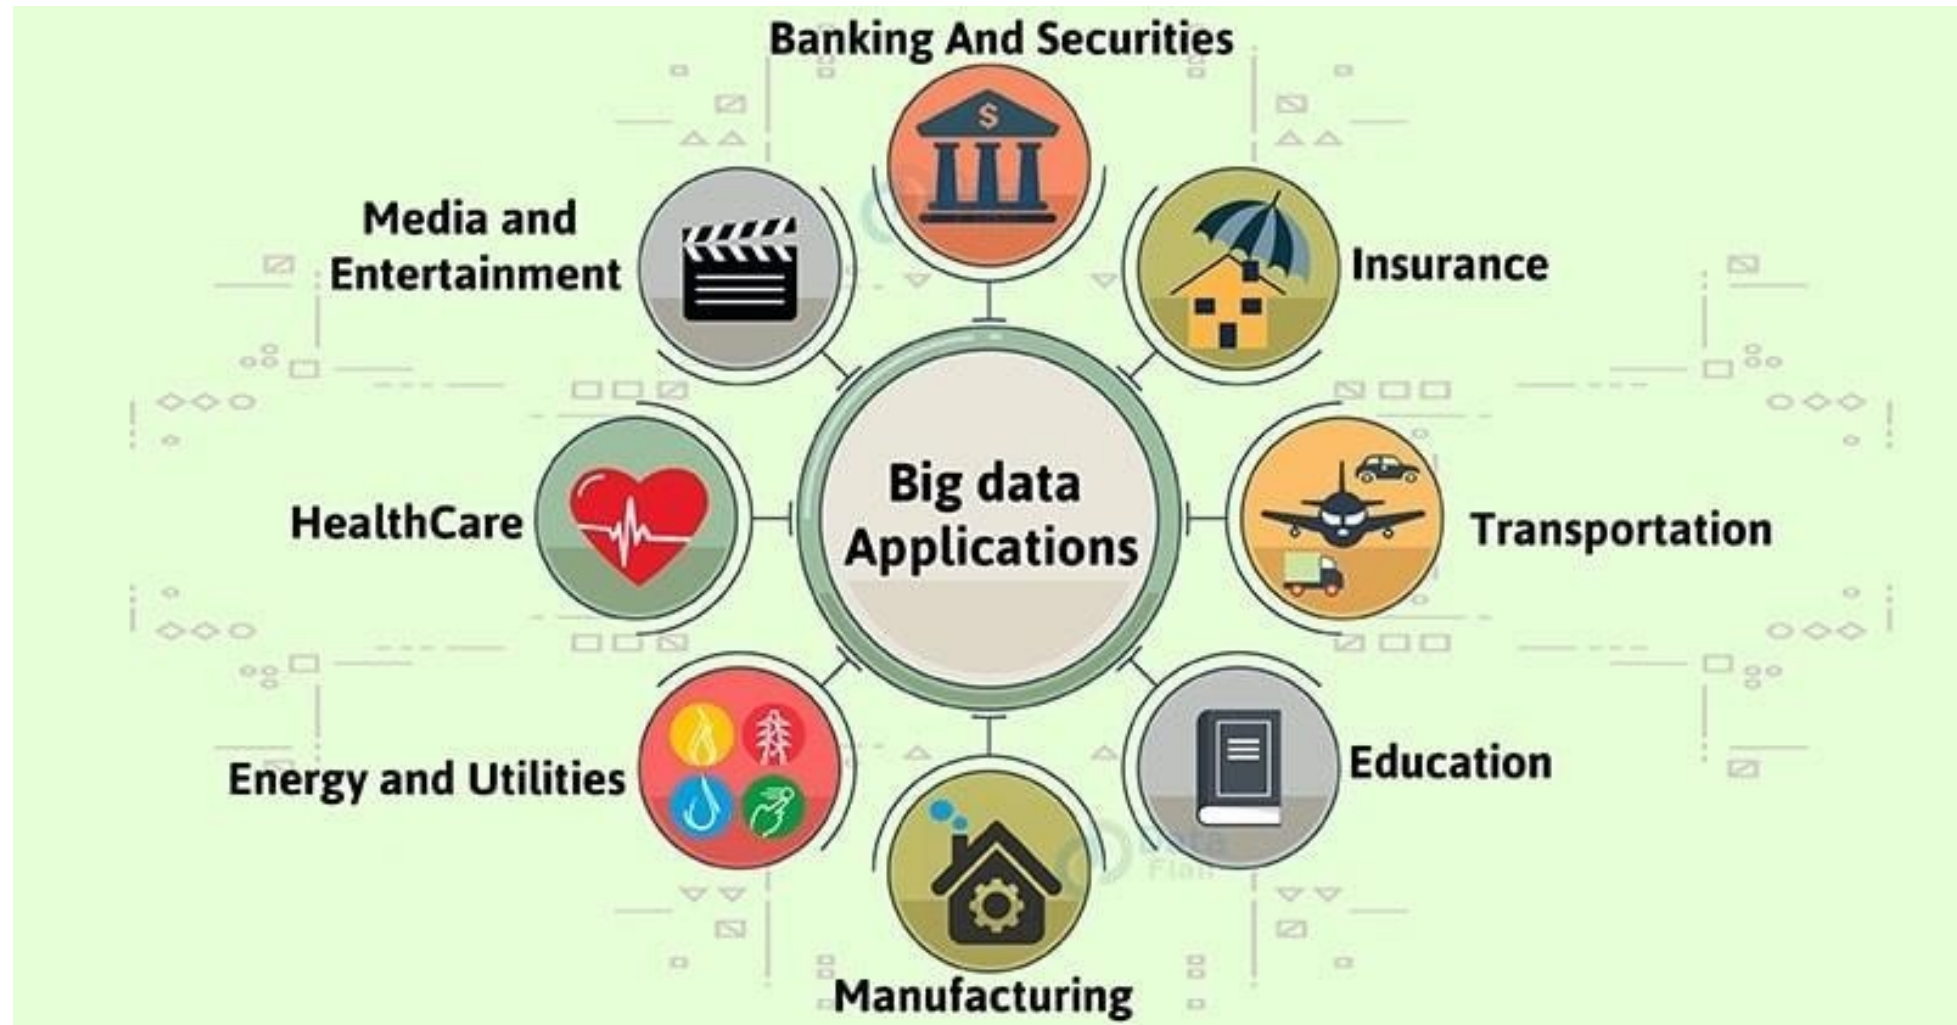 Banking And Securities
$
Media and
Entertainment
Insurance
Big data
Applications
HealthCare
Transportation
Energy and Utilities
Education
Manufacturing